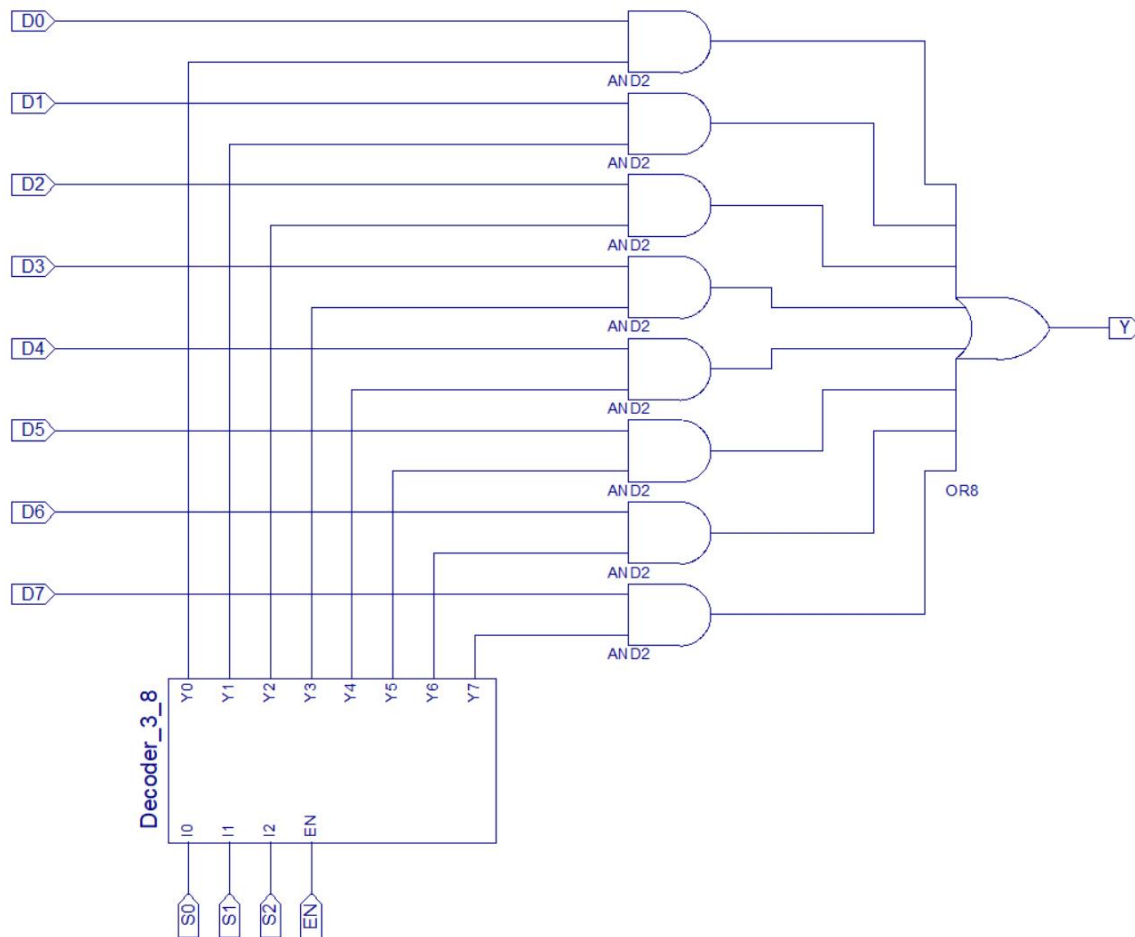 D0
AND2
D1
AND2
D2
AND2
D3
AND2
D4
AND2
D5
AND2
D6
AND2
D7
AND2
Y
OR8
Decoder_3_8
Y0 Y1 Y2 Y3 Y4 Y5 Y6 Y7
I0 I1 I2 EN
S0 S1 S2 EN